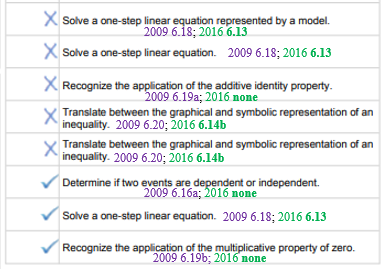 Solve a one-step linear equation represented by a model.
2009 6.18; 2016 6.13
Solve a one-step linear equation. 2009 6.18; 2016 6.13
Recognize the application of the additive identity property.
2009 6.19a; 2016 none
Translate between the graphical and symbolic representation of an
inequality. 2009 6.20; 2016 6.14b
Translate between the graphical and symbolic representation of an
inequality. 2009 6.20; 2016 6.14b
Determine if two events are dependent or independent.
2009 6.16a; 2016 none
Solve a one-step linear equation. 2009 6.18; 2016 6.13
Recognize the application of the multiplicative property of zero.
2009 6.19b; 2016 none